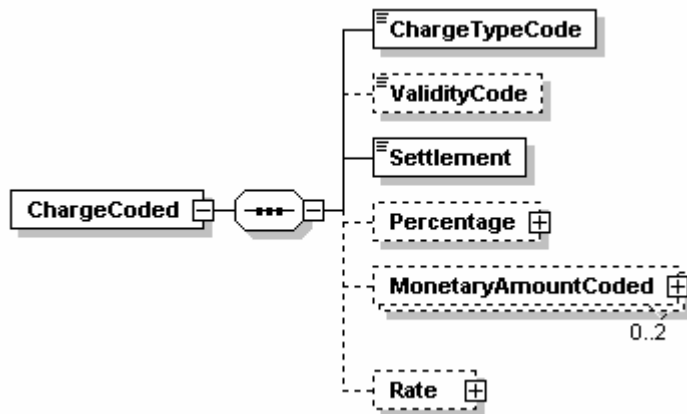 ChargeTypeCode
ValidityCode
Settlement
ChargeCoded
Percentage
MonetaryAmountCoded
0..2
Rate